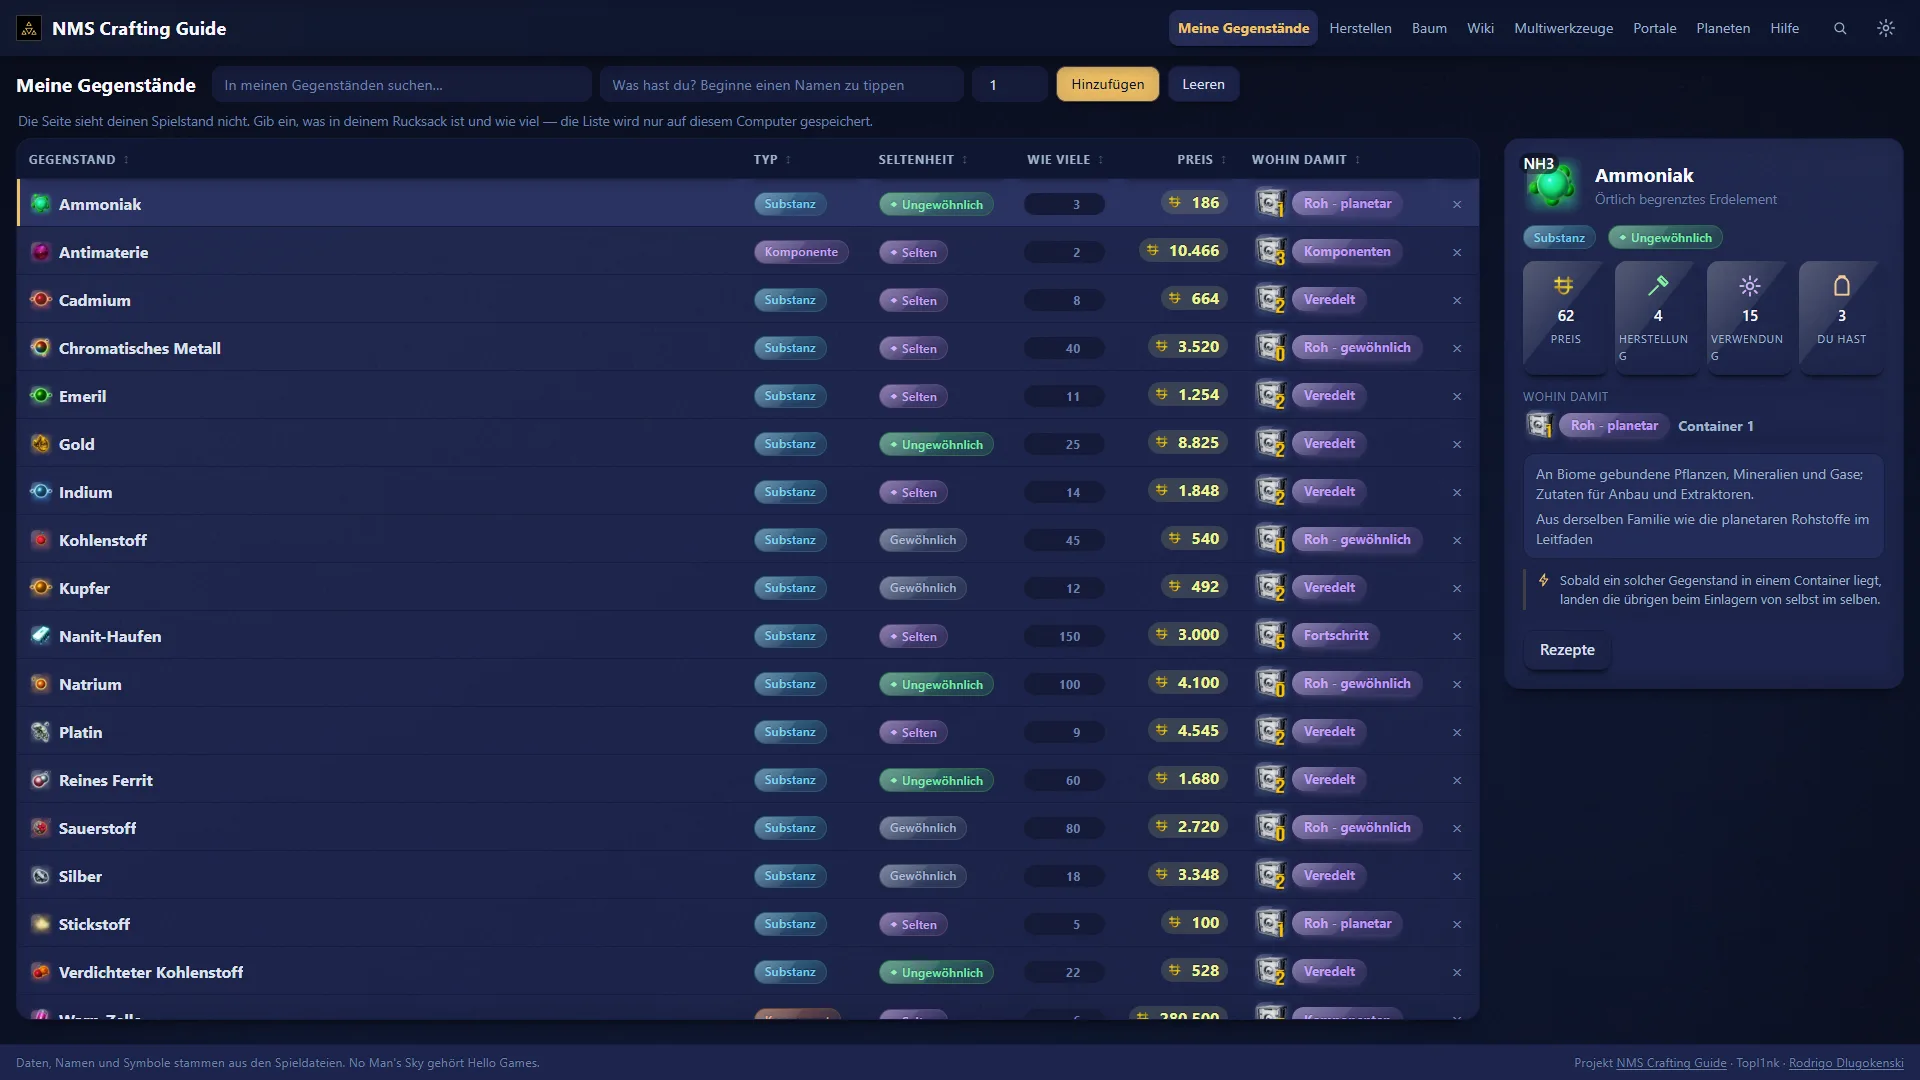 NMS Crafting Guide
Meine Gegenstände Herstellen Baum Wiki Multiwerkzeuge Portale Planeten Hilfe
Meine Gegenstände In meinen Gegenständen suchen... Was hast du? Beginne einen Namen zu tippen 1 Hinzufügen Leeren
Die Seite sieht deinen Spielstand nicht. Gib ein, was in deinem Rucksack ist und wie viel — die Liste wird nur auf diesem Computer gespeichert.
GEGENSTAND TYP SELTENHEIT WIE VIELE PREIS WOHIN DAMIT
Ammoniak Substanz Ungewöhnlich 3 186 1 Roh - planetar ×
Antimaterie Komponente Selten 2 10.466 3 Komponenten ×
Cadmium Substanz Selten 8 664 2 Veredelt ×
Chromatisches Metall Substanz Selten 40 3.520 0 Roh - gewöhnlich ×
Emeril Substanz Selten 11 1.254 2 Veredelt ×
Gold Substanz Ungewöhnlich 25 8.825 2 Veredelt ×
Indium Substanz Selten 14 1.848 2 Veredelt ×
Kohlenstoff Substanz Gewöhnlich 45 540 0 Roh - gewöhnlich ×
Kupfer Substanz Gewöhnlich 12 492 2 Veredelt ×
Nanit-Haufen Substanz Selten 150 3.000 5 Fortschritt ×
Natrium Substanz Ungewöhnlich 100 4.100 0 Roh - gewöhnlich ×
Platin Substanz Selten 9 4.545 2 Veredelt ×
Reines Ferrit Substanz Ungewöhnlich 60 1.680 2 Veredelt ×
Sauerstoff Substanz Gewöhnlich 80 2.720 0 Roh - gewöhnlich ×
Silber Substanz Gewöhnlich 18 3.348 2 Veredelt ×
Stickstoff Substanz Selten 5 100 1 Roh - planetar ×
Verdichteter Kohlenstoff Substanz Ungewöhnlich 22 528 2 Veredelt ×
NH3
Ammoniak
Örtlich begrenztes Erdelement
Substanz Ungewöhnlich
62 4 15 3
PREIS HERSTELLUN VERWENDUN DU HAST
G G
WOHIN DAMIT
1 Roh - planetar Container 1
An Biome gebundene Pflanzen, Mineralien und Gase;
Zutaten für Anbau und Extraktoren.
Aus derselben Familie wie die planetaren Rohstoffe im
Leitfaden
Sobald ein solcher Gegenstand in einem Container liegt,
landen die übrigen beim Einlagern von selbst im selben.
Rezepte
Daten, Namen und Symbole stammen aus den Spieldateien. No Man's Sky gehört Hello Games.
Projekt NMS Crafting Guide · Topl1nk · Rodrigo Dlugokenski